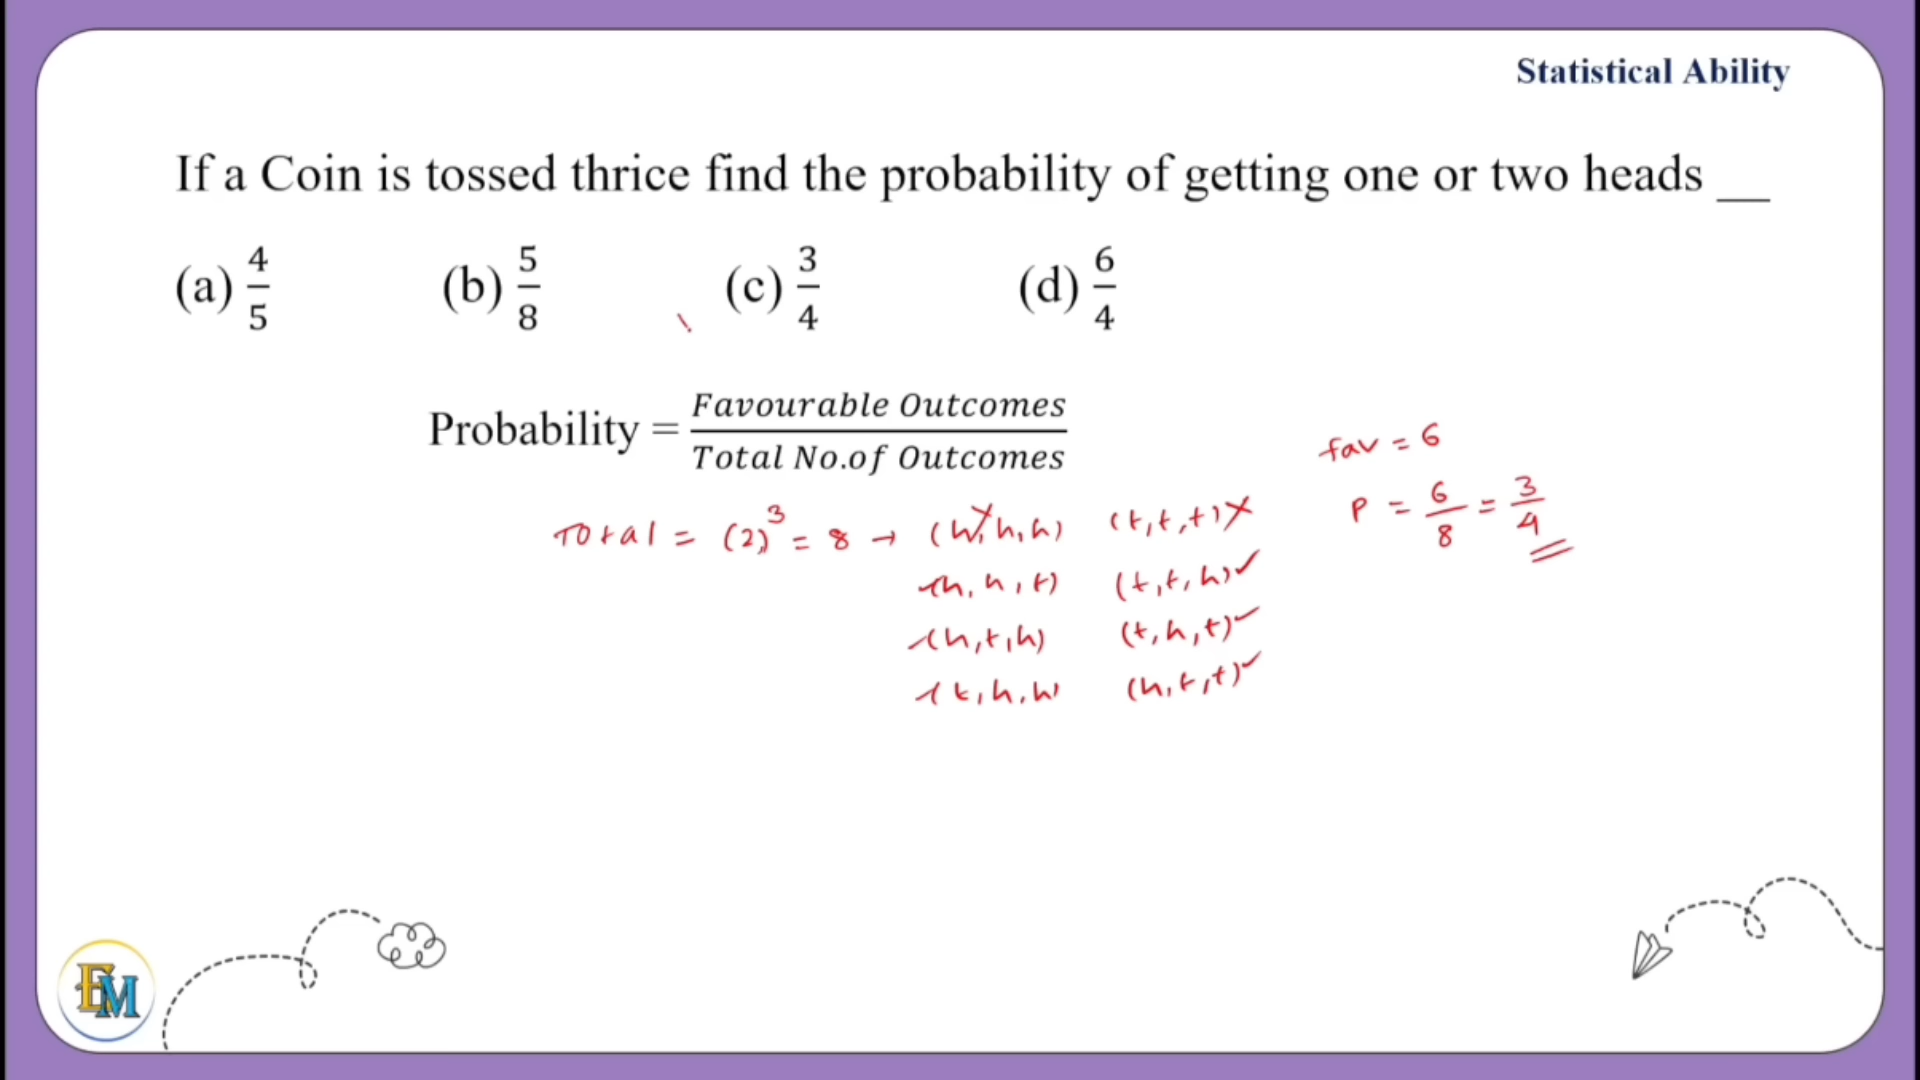 Statistical Ability
If a Coin is tossed thrice find the probability of getting one or two heads __
(a) 4/5 (b) 5/8 (c) 3/4 (d) 6/4
Probability = Favourable Outcomes / Total No.of Outcomes
fav = 6
P = 6/8 = 3/4
Total = (2)³ = 8 → (h,h,h) (t,t,t) ✗
(h,h,t) (t,t,h) ✓
(h,t,h) (t,h,t) ✓
(t,h,h) (h,t,t) ✓
EM